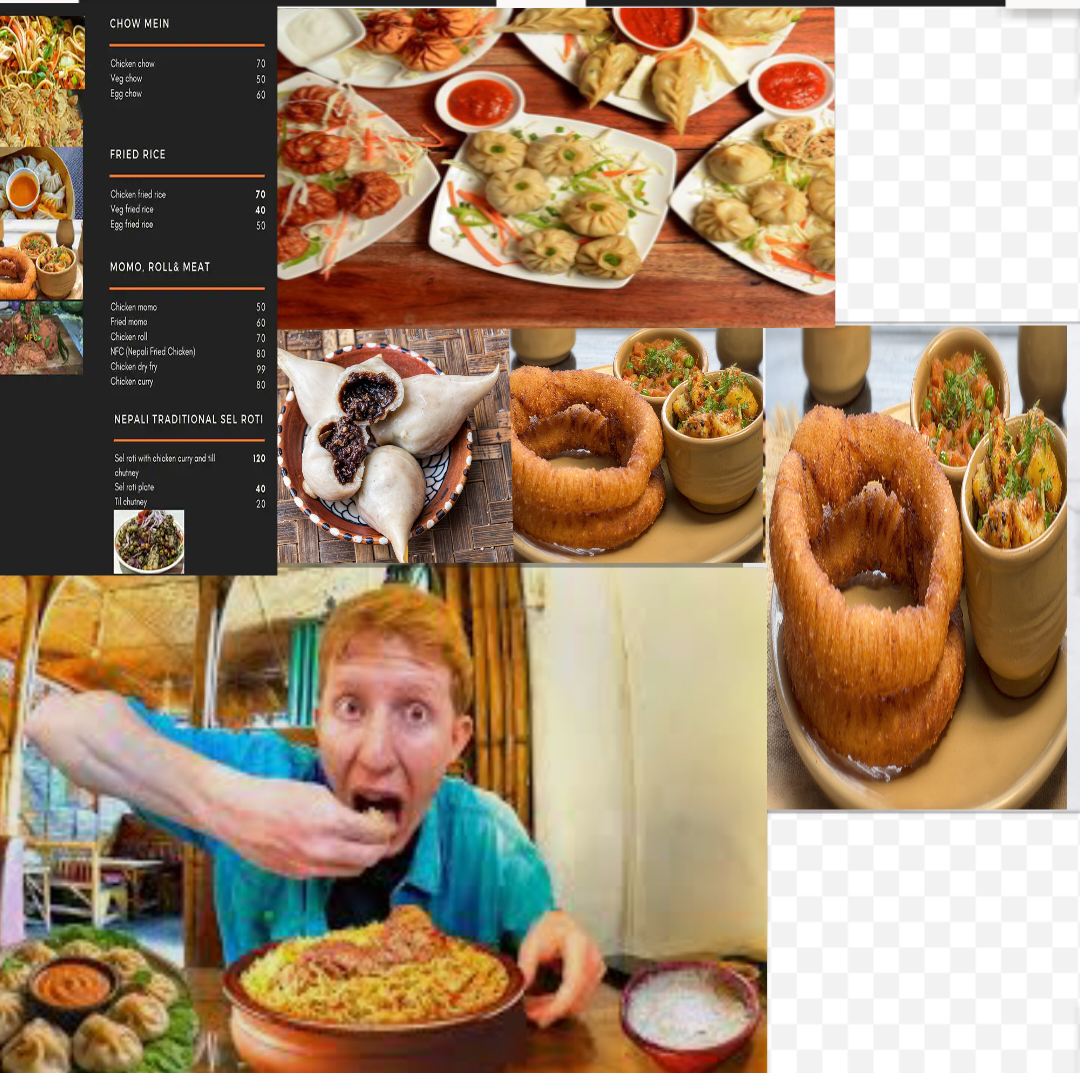 CHOW MEIN
Chicken chow 70
Veg chow 50
Egg chow 60
FRIED RICE
Chicken fried rice 70
Veg fried rice 40
Egg fried rice 50
MOMO, ROLL& MEAT
Chicken momo 50
Fried momo 60
Chicken roll 70
NFC (Nepali Fried Chicken) 80
Chicken dry fry 99
Chicken curry 80
NEPALI TRADITIONAL SEL ROTI
Sel roti with chicken curry and till 120
chutney
Sel roti plate 40
Til chutney 20
NFC